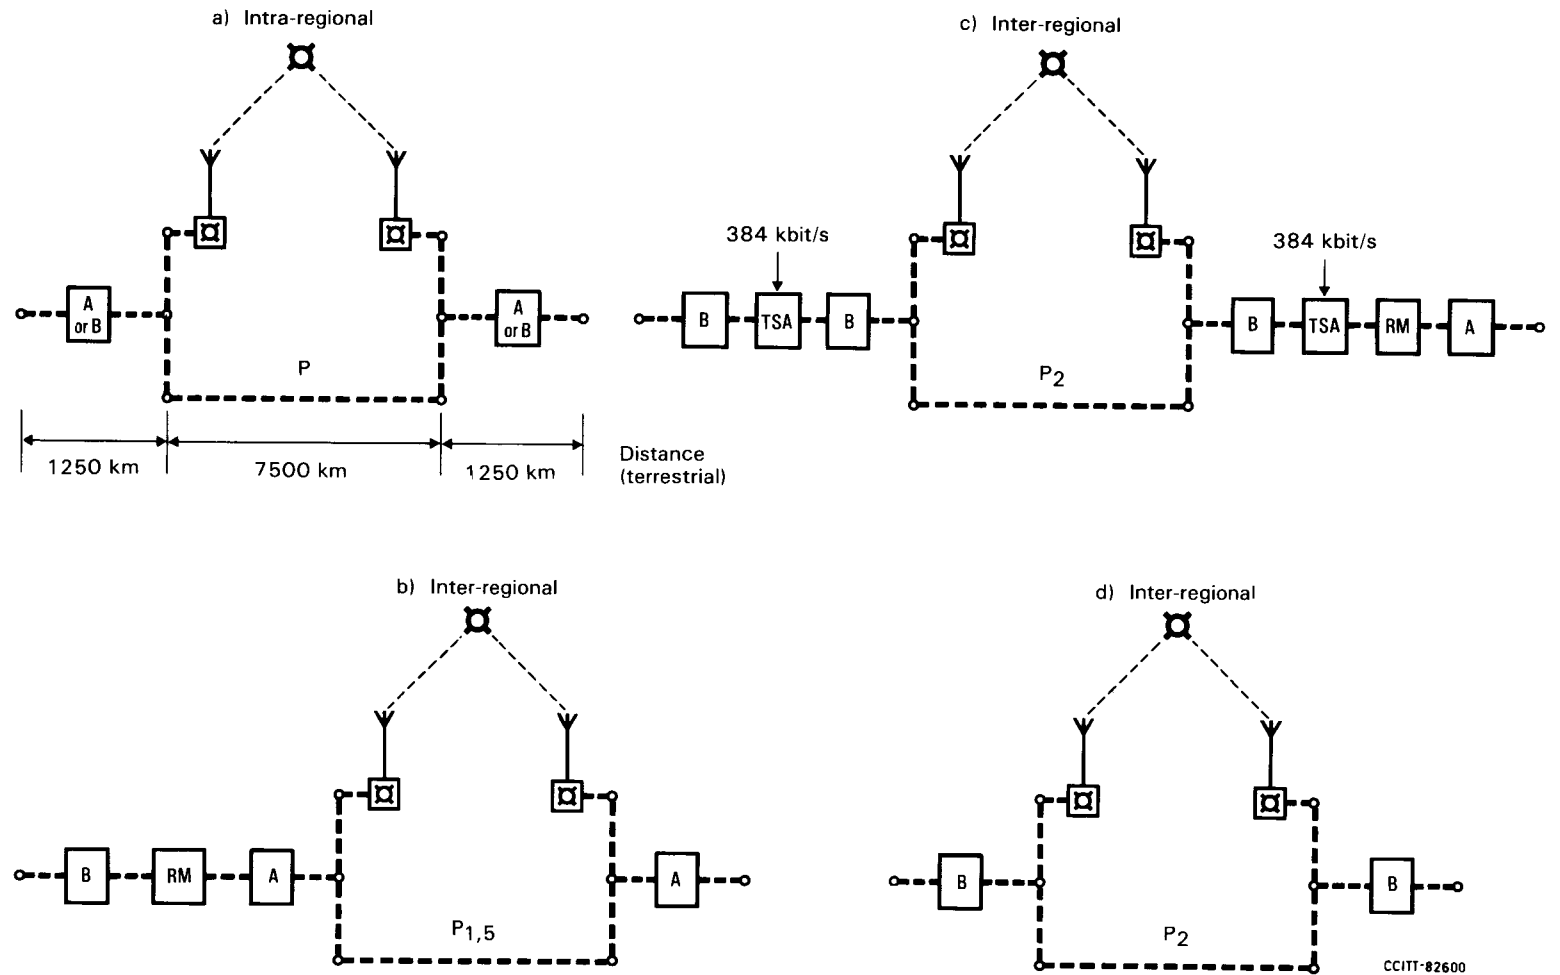 a) Intra-regional
A
or B
A
or B
P
1250 km
7500 km
1250 km
Distance
(terrestrial)
c) Inter-regional
384 kbit/s
384 kbit/s
B
TSA
B
B
TSA
RM
A
P2
b) Inter-regional
B
RM
A
A
P1,5
d) Inter-regional
B
B
P2
CCITT-82600